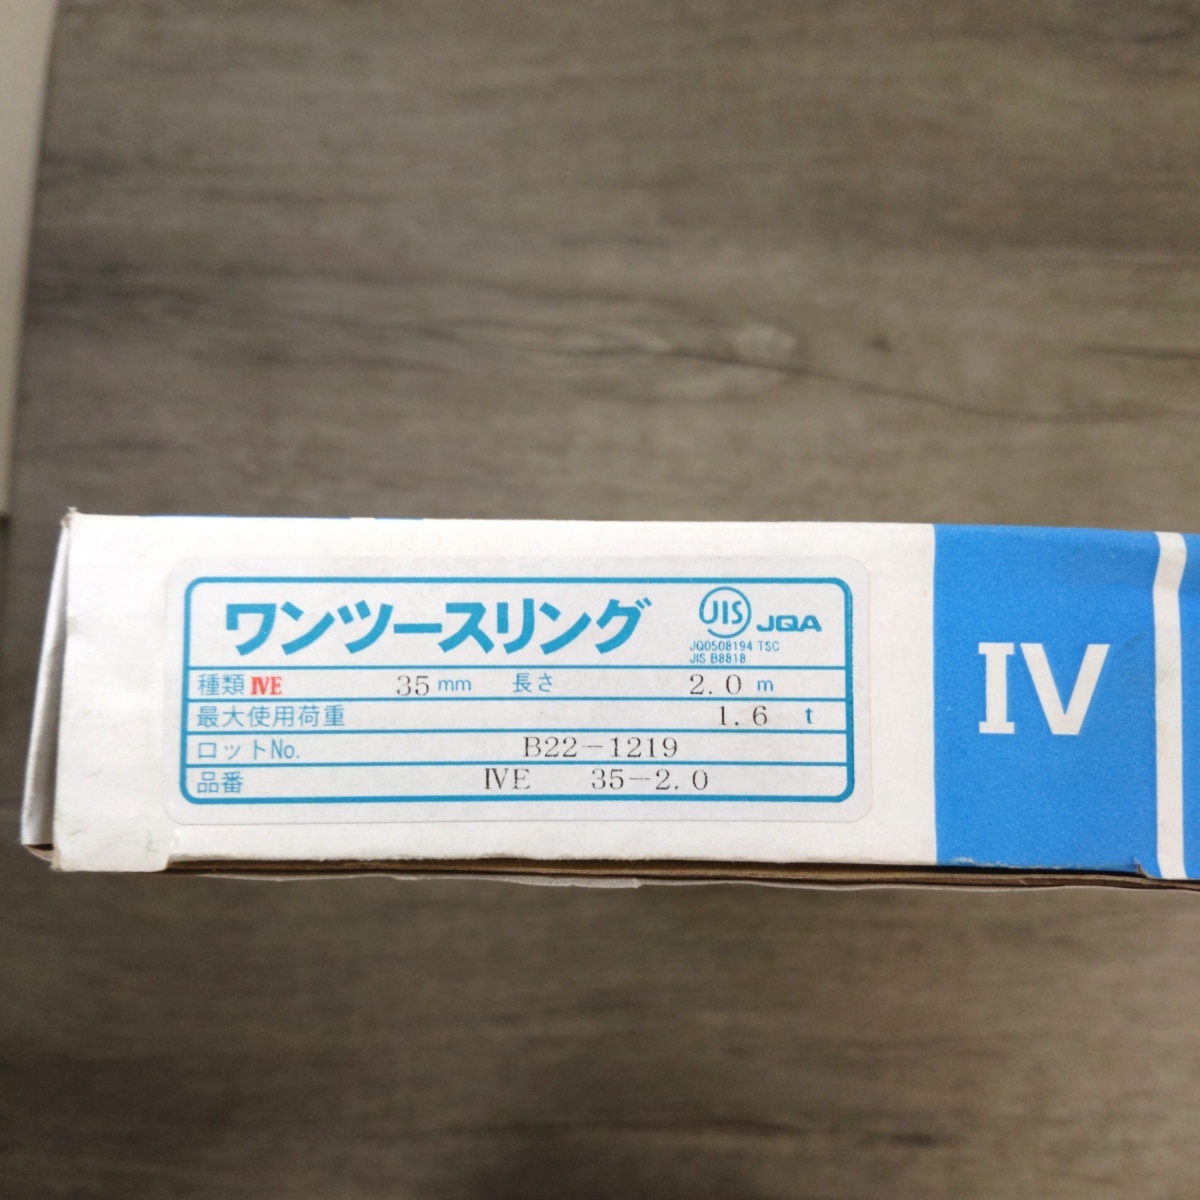 ワンツースリング
JIS JQA
JQ0508194 TSC
JIS B8818
種類 ⅣE 35mm 長さ 2.0 m
最大使用荷重 1.6 t
ロットNo. B22-1219
品番 ⅣE 35-2.0
IV